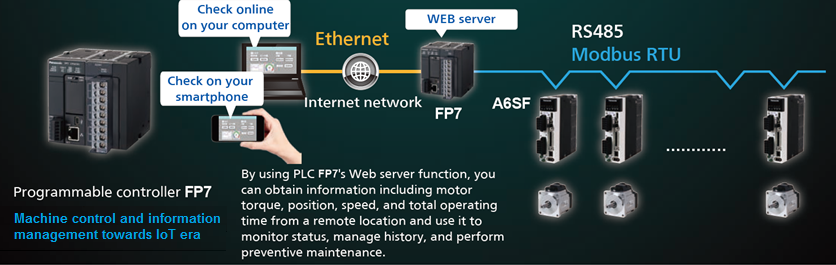 Check online
on your computer
WEB server
Ethernet
RS485
Modbus RTU
Check on your
smartphone
Internet network
FP7
A6SF
............
Programmable controller FP7
Machine control and information
management towards IoT era
By using PLC FP7's Web server function, you
can obtain information including motor
torque, position, speed, and total operating
time from a remote location and use it to
monitor status, manage history, and perform
preventive maintenance.